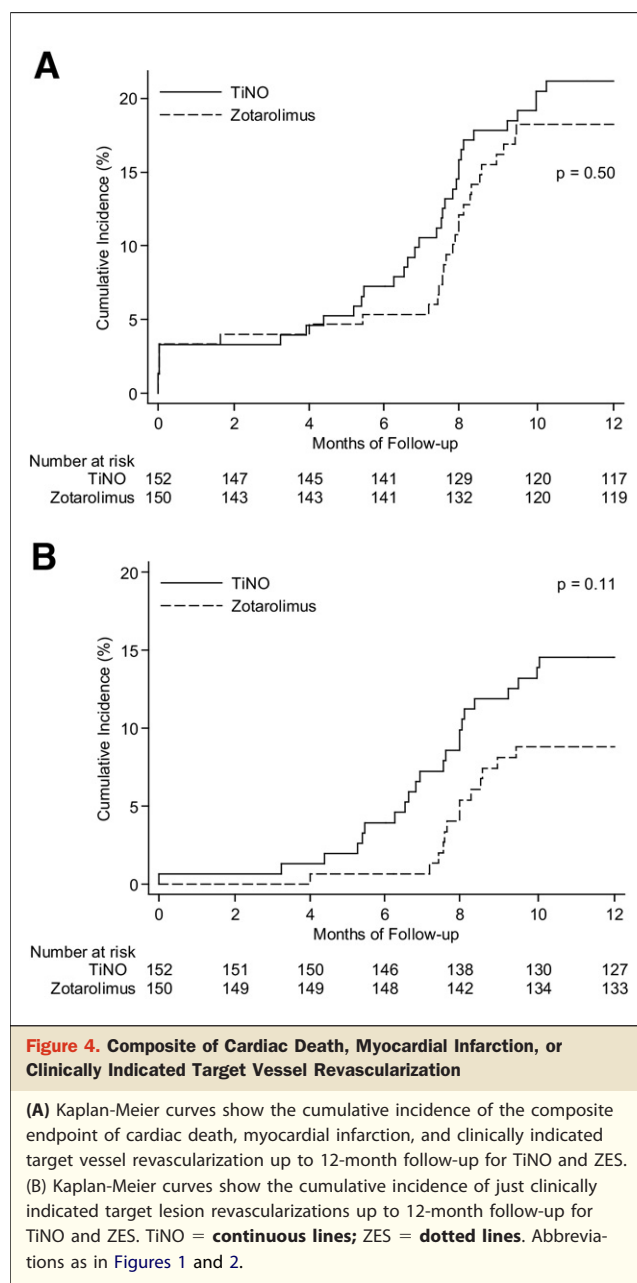 A
TiNO
Zotarolimus
20
15
10
5
0
Cumulative Incidence (%)
p = 0.50
0 2 4 6 8 10 12
Months of Follow-up
Number at risk
TiNO 152 147 145 141 129 120 117
Zotarolimus 150 143 143 141 132 120 119
B
TiNO
Zotarolimus
20
15
10
5
0
Cumulative Incidence (%)
p = 0.11
0 2 4 6 8 10 12
Months of Follow-up
Number at risk
TiNO 152 151 150 146 138 130 127
Zotarolimus 150 149 149 148 142 134 133
Figure 4. Composite of Cardiac Death, Myocardial Infarction, or
Clinically Indicated Target Vessel Revascularization
(A) Kaplan-Meier curves show the cumulative incidence of the composite
endpoint of cardiac death, myocardial infarction, and clinically indicated
target vessel revascularization up to 12-month follow-up for TiNO and ZES.
(B) Kaplan-Meier curves show the cumulative incidence of just clinically
indicated target lesion revascularizations up to 12-month follow-up for
TiNO and ZES. TiNO = continuous lines; ZES = dotted lines. Abbrevia-
tions as in Figures 1 and 2.